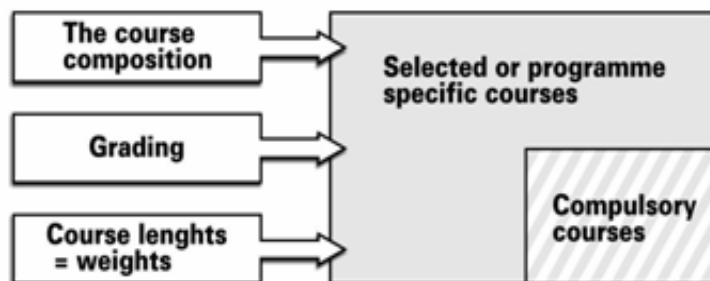 The course
composition
Grading
Course lenghts
= weights
Selected or programme
specific courses
Compulsory
courses